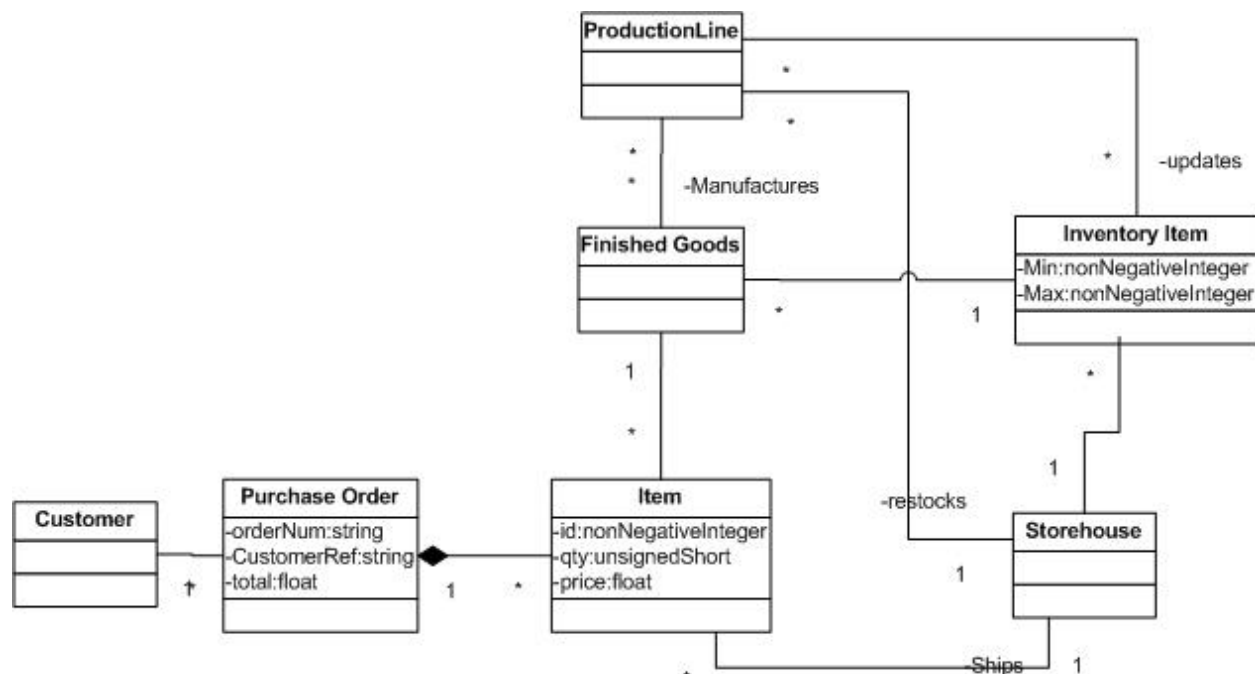 ProductionLine
*
*
*
*
-Manufactures
*
-updates
Finished Goods
*
1
Inventory Item
-Min:nonNegativeInteger
-Max:nonNegativeInteger
1
*
*
1
Customer
Purchase Order
-orderNum:string
-CustomerRef:string
-total:float
1
*
Item
-id:nonNegativeInteger
-qty:unsignedShort
-price:float
-restocks
1
Storehouse
*
-Ships
1